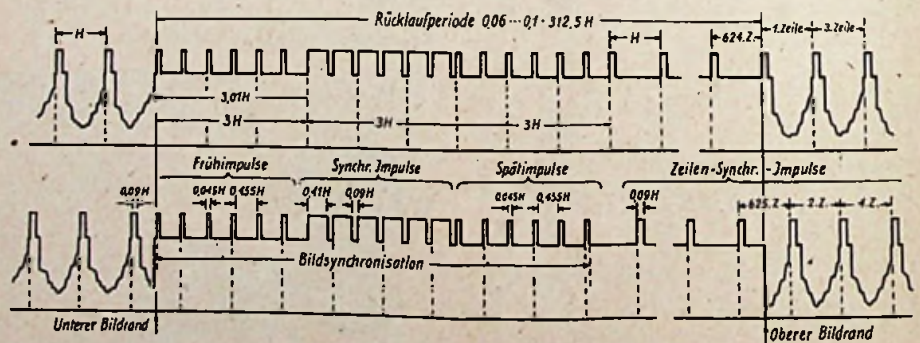 Rücklaufperiode 0,06 ··· 0,1 · 312,5 H
H
H
624. Z.
1. Zeile
3. Zeile
3,01H
3H
3H
3H
Frühimpulse
Synchr. Impulse
Spätimpulse
Zeilen-Synchr.-Impulse
0,09H
0,045H
0,455H
0,41H
0,09H
0,045H
0,455H
0,09H
625. Z.
2. Z.
4. Z.
Bildsynchronisation
Unterer Bildrand
Oberer Bildrand